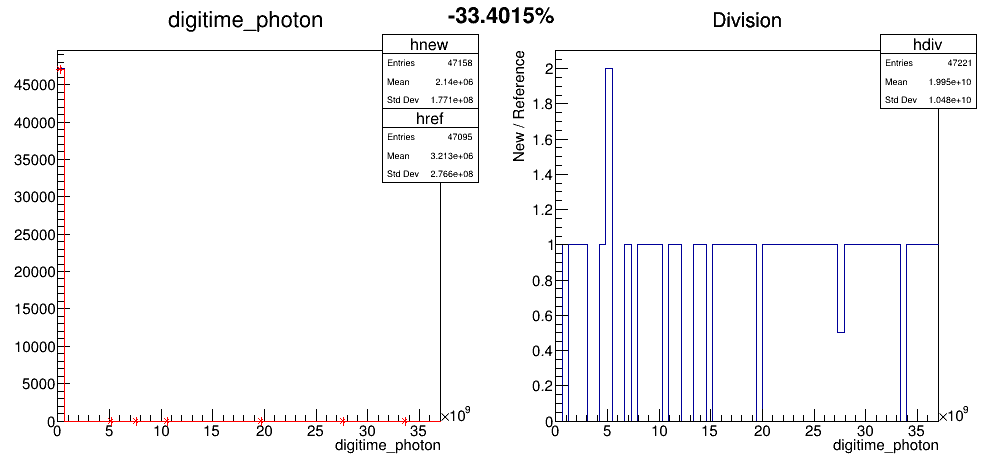 digitime_photon
-33.4015%
Division
hnew
Entries 47158
Mean 2.14e+06
Std Dev 1.771e+08
href
Entries 47095
Mean 3.213e+06
Std Dev 2.766e+08
45000
40000
35000
30000
25000
20000
15000
10000
5000
0
0 5 10 15 20 25 30 35 ×10^9
digitime_photon
hdiv
Entries 47221
Mean 1.995e+10
Std Dev 1.048e+10
New / Reference
2
1.8
1.6
1.4
1.2
1
0.8
0.6
0.4
0.2
0
0 5 10 15 20 25 30 35 ×10^9
digitime_photon